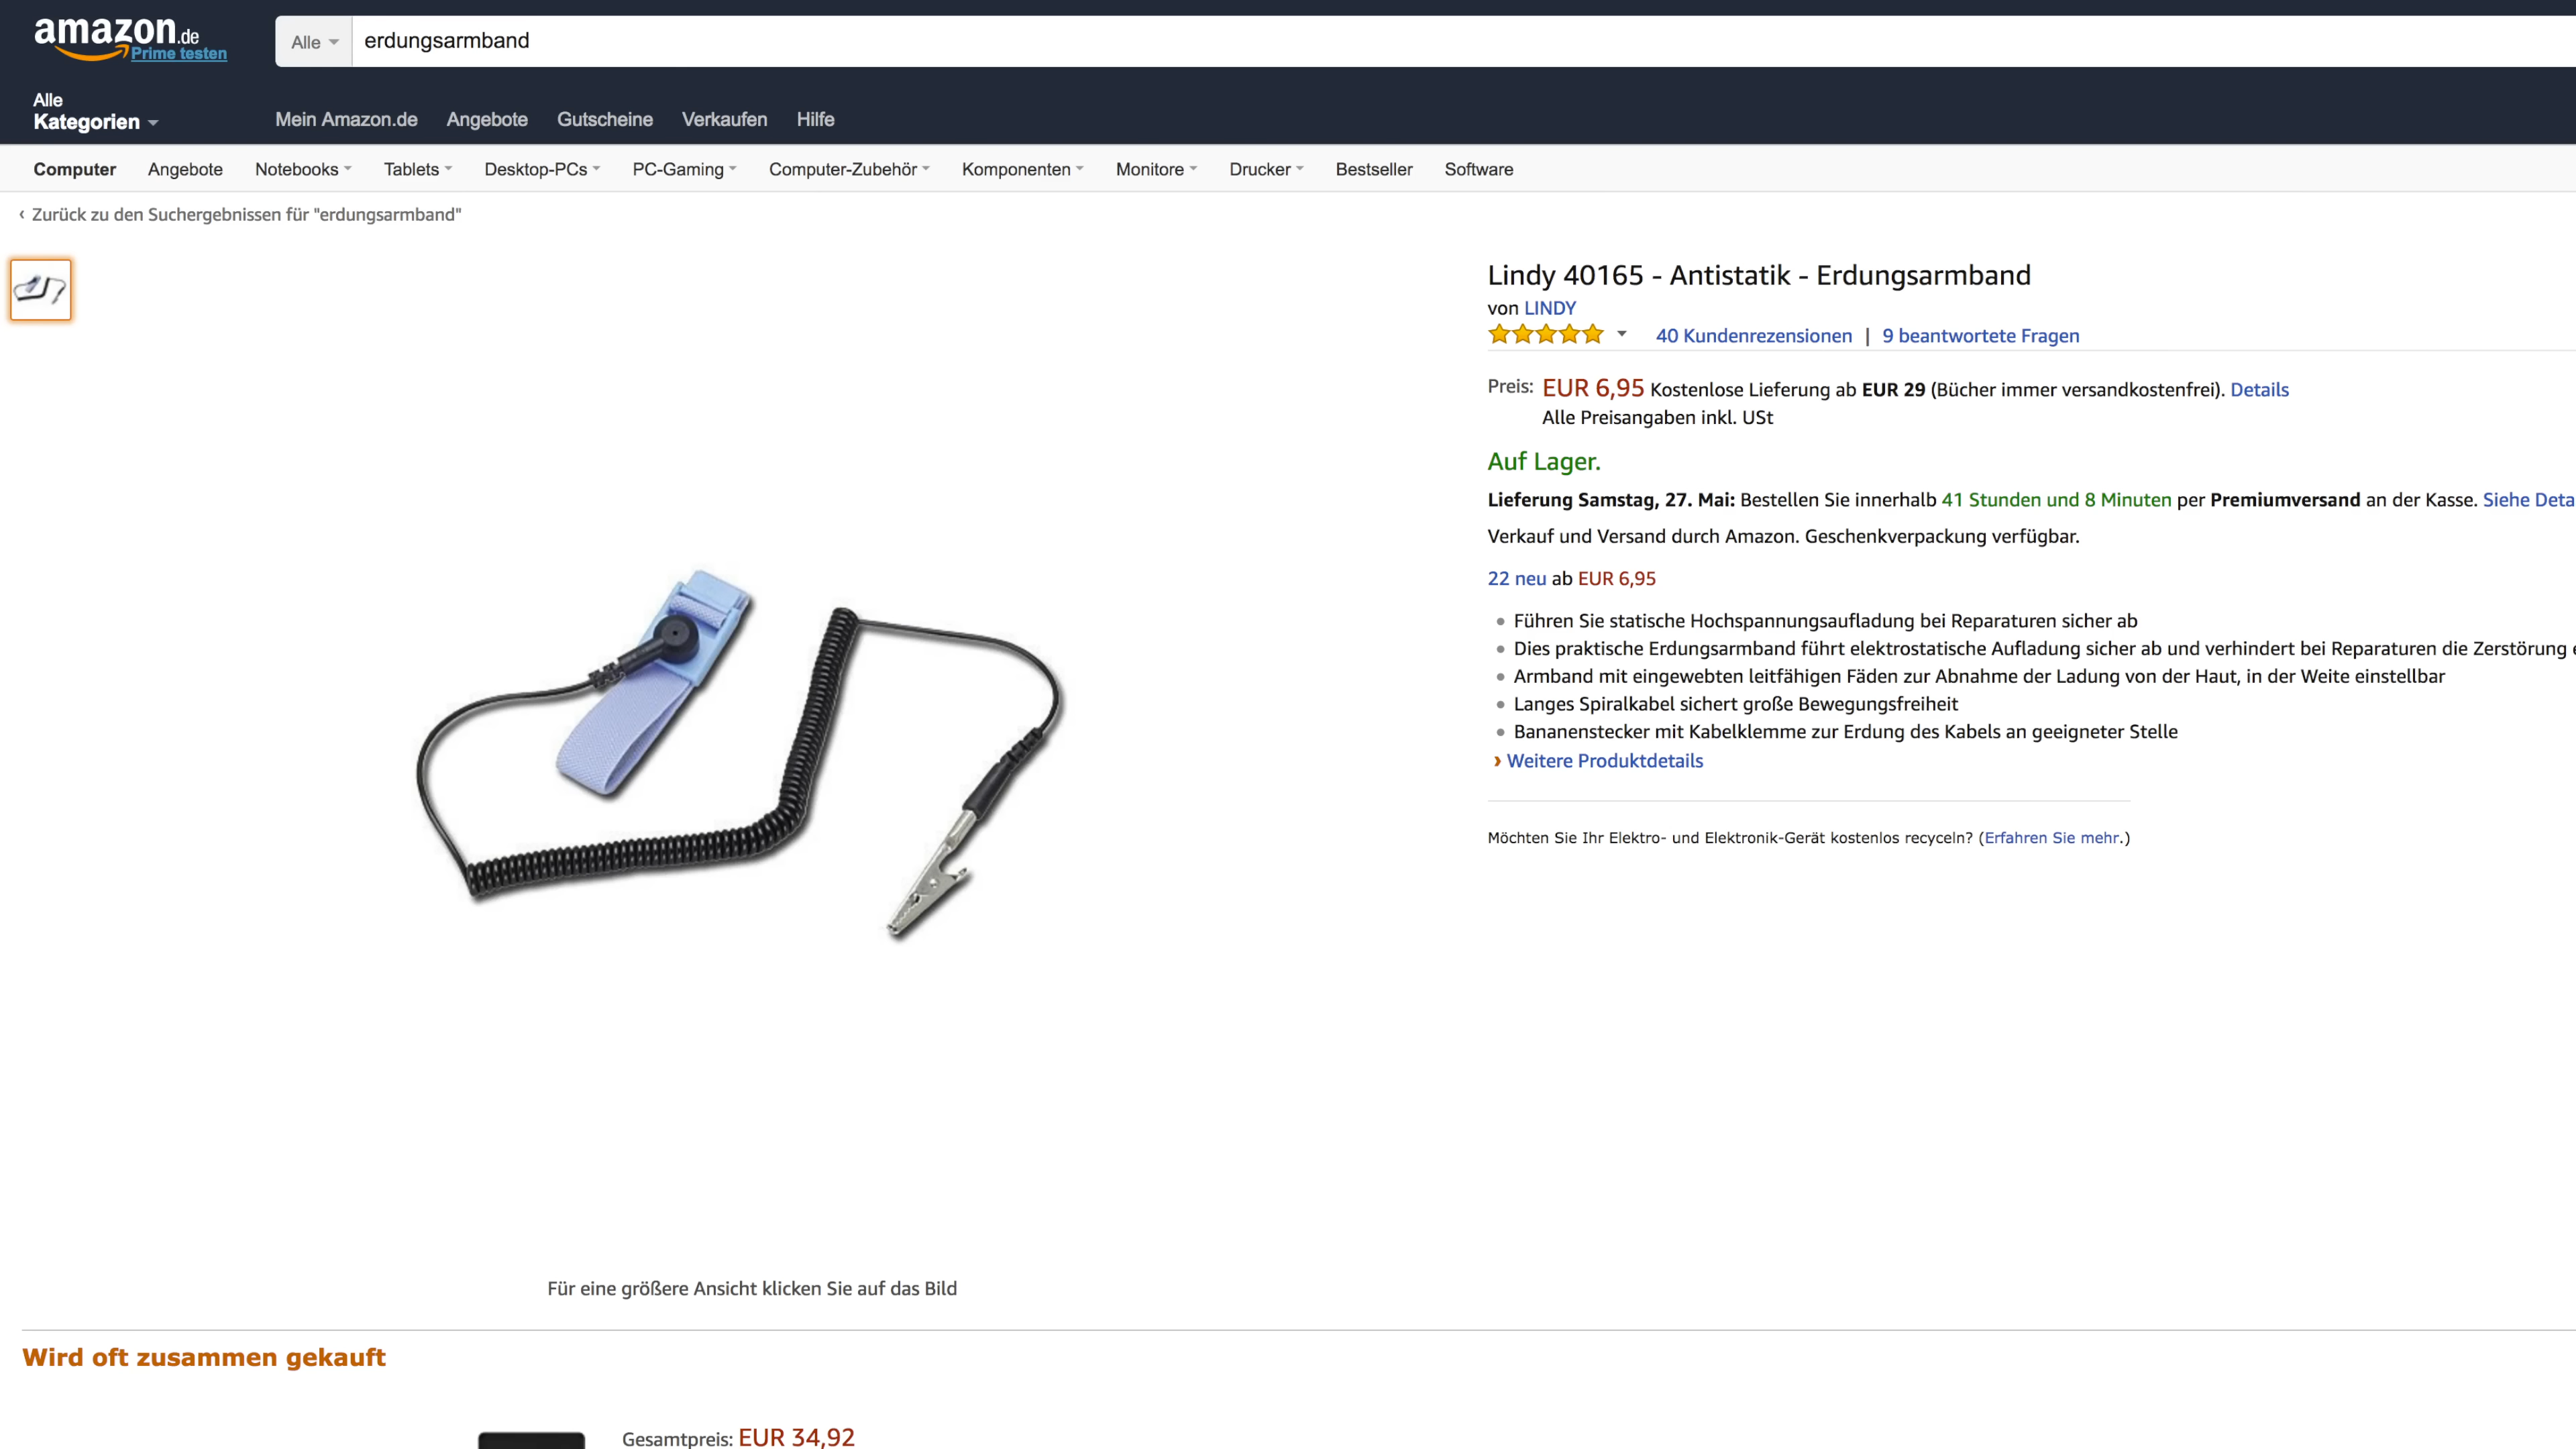 amazon.de
Prime testen
Alle
erdungsarmband
Alle
Kategorien
Mein Amazon.de Angebote Gutscheine Verkaufen Hilfe
Computer Angebote Notebooks Tablets Desktop-PCs PC-Gaming Computer-Zubehör Komponenten Monitore Drucker Bestseller Software
‹ Zurück zu den Suchergebnissen für "erdungsarmband"
Lindy 40165 - Antistatik - Erdungsarmband
von LINDY
40 Kundenrezensionen | 9 beantwortete Fragen
Preis: EUR 6,95 Kostenlose Lieferung ab EUR 29 (Bücher immer versandkostenfrei). Details
Alle Preisangaben inkl. USt
Auf Lager.
Lieferung Samstag, 27. Mai: Bestellen Sie innerhalb 41 Stunden und 8 Minuten per Premiumversand an der Kasse. Siehe Deta
Verkauf und Versand durch Amazon. Geschenkverpackung verfügbar.
22 neu ab EUR 6,95
• Führen Sie statische Hochspannungsaufladung bei Reparaturen sicher ab
• Dies praktische Erdungsarmband führt elektrostatische Aufladung sicher ab und verhindert bei Reparaturen die Zerstörung
• Armband mit eingewebten leitfähigen Fäden zur Abnahme der Ladung von der Haut, in der Weite einstellbar
• Langes Spiralkabel sichert große Bewegungsfreiheit
• Bananenstecker mit Kabelklemme zur Erdung des Kabels an geeigneter Stelle
› Weitere Produktdetails
Möchten Sie Ihr Elektro- und Elektronik-Gerät kostenlos recyceln? (Erfahren Sie mehr.)
Für eine größere Ansicht klicken Sie auf das Bild
Wird oft zusammen gekauft
Gesamtpreis: EUR 34,92